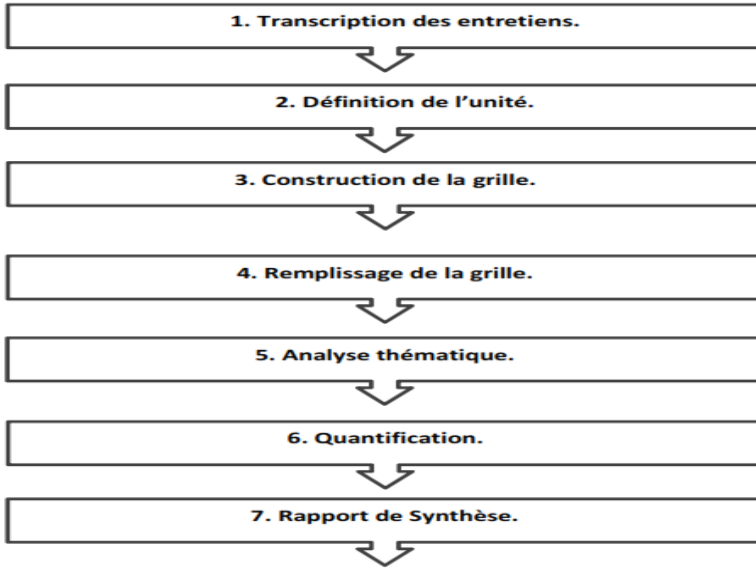 1. Transcription des entretiens.
2. Définition de l’unité.
3. Construction de la grille.
4. Remplissage de la grille.
5. Analyse thématique.
6. Quantification.
7. Rapport de Synthèse.